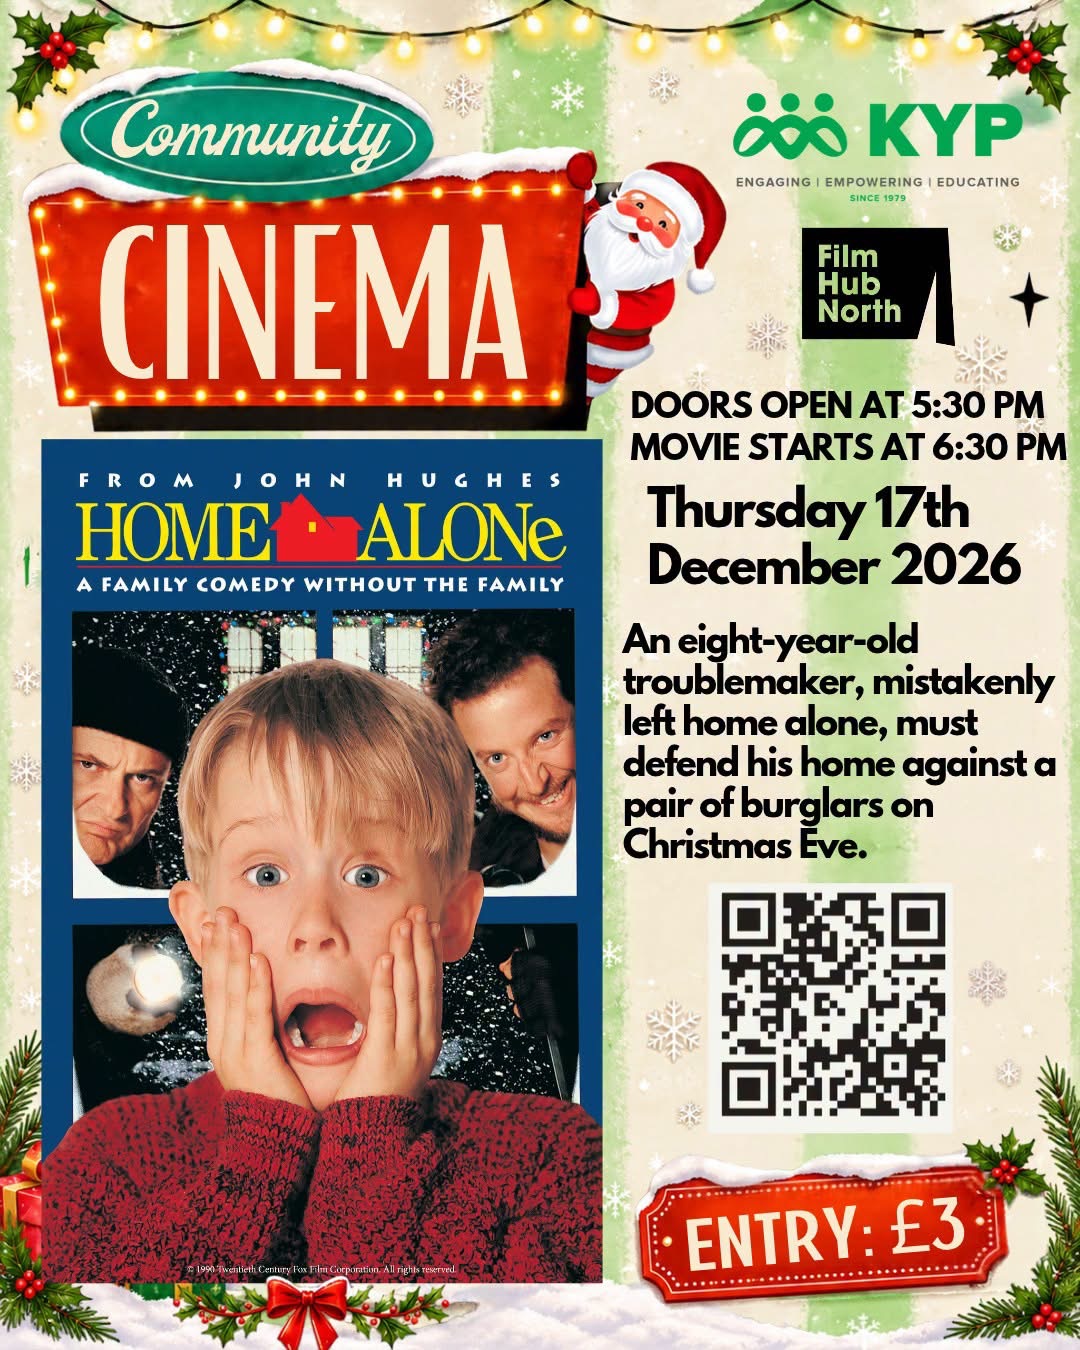 Community
CINEMA
KYP
ENGAGING | EMPOWERING | EDUCATING
SINCE 1979
Film
Hub
North
DOORS OPEN AT 5:30 PM
MOVIE STARTS AT 6:30 PM
Thursday 17th
December 2026
An eight-year-old
troublemaker, mistakenly
left home alone, must
defend his home against a
pair of burglars on
Christmas Eve.
FROM JOHN HUGHES
HOME ALONe
A FAMILY COMEDY WITHOUT THE FAMILY
© 1990 Twentieth Century Fox Film Corporation. All rights reserved.
ENTRY: £3